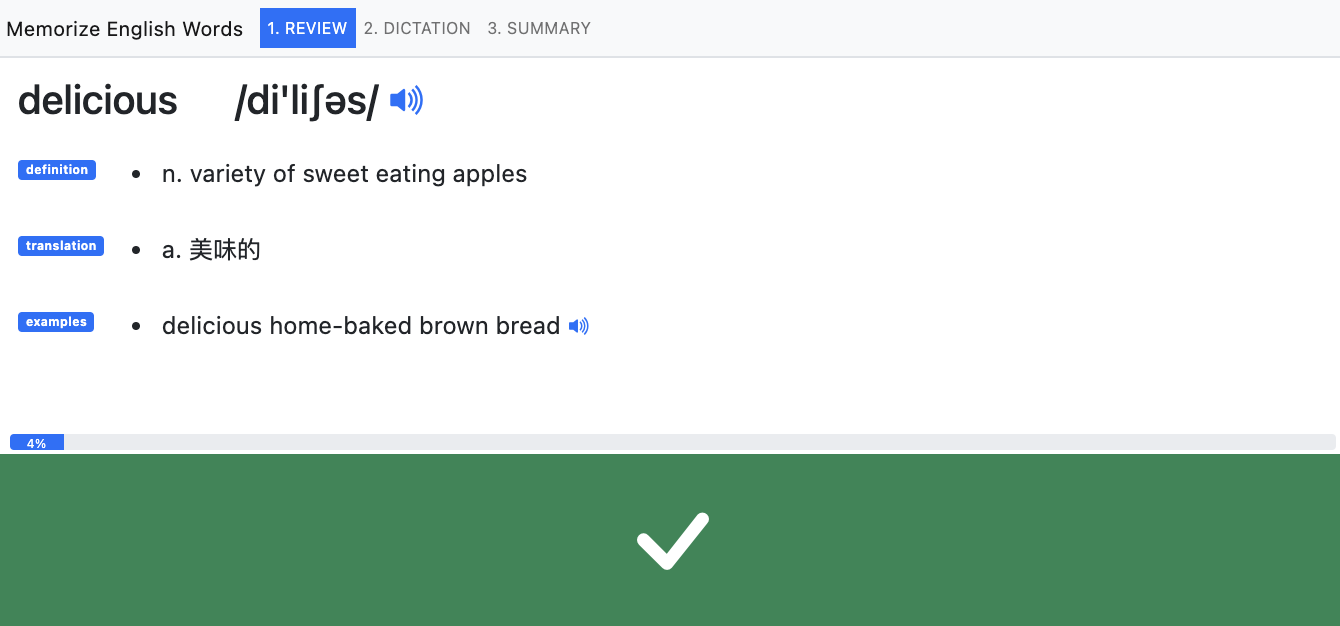 Memorize English Words 1. REVIEW 2. DICTATION 3. SUMMARY
delicious /di'liʃəs/
definition • n. variety of sweet eating apples
translation • a. 美味的
examples • delicious home-baked brown bread
4%